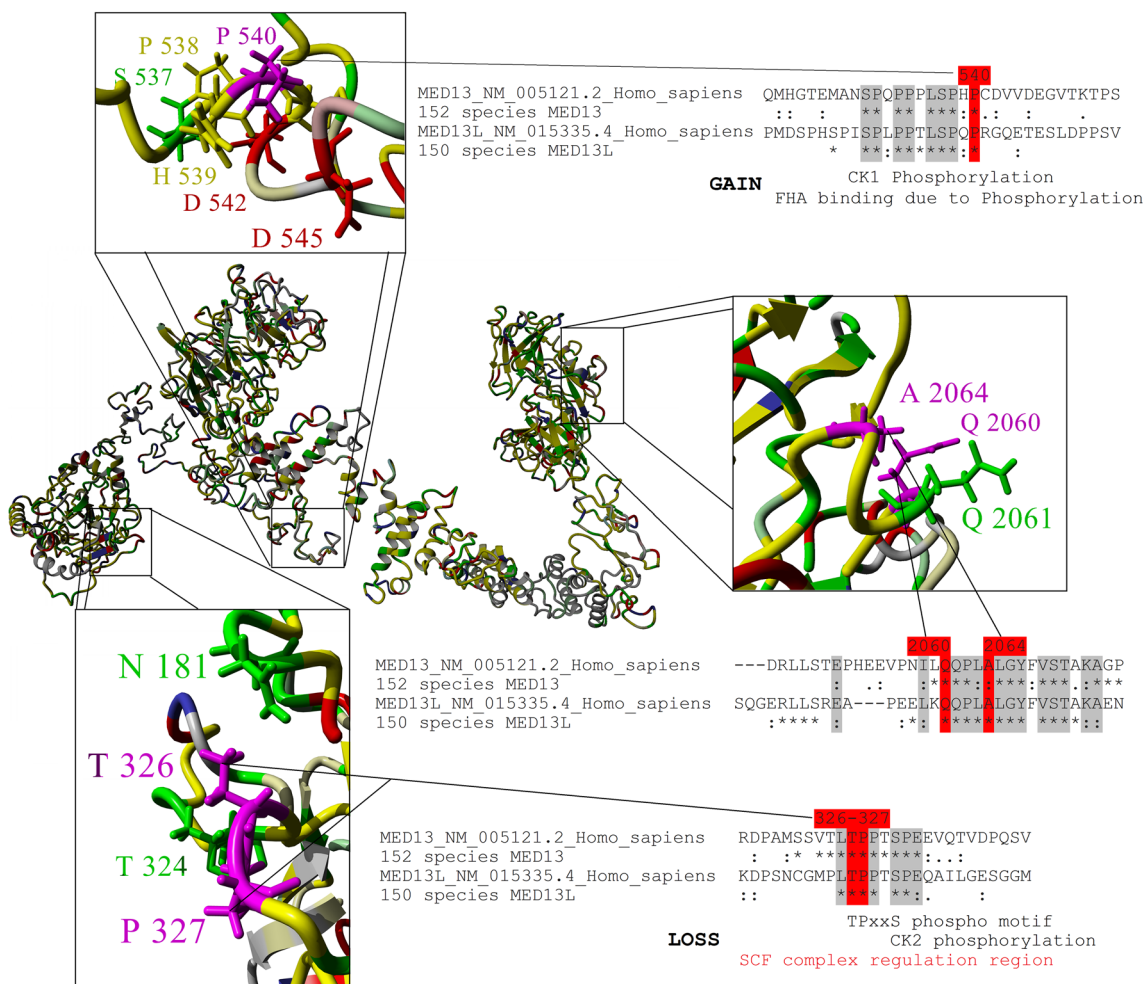 P 540
P 538
S 537
H 539
D 542
D 545
540
MED13_NM_005121.2_Homo_sapiens QMHGTEMANSPQPPPLSPHPCDVVDEGVTKTPS
152 species MED13 : : : ** ** *** * . : : .
MED13L_NM_015335.4_Homo_sapiens PMDSPHSPISPLPPTLSPQPRGQETESLDPPSV
150 species MED13L * ** ** ***:* :
GAIN
CK1 Phosphorylation
FHA binding due to Phosphorylation
A 2064
Q 2060
Q 2061
2060 2064
MED13_NM_005121.2_Homo_sapiens ---DRLLSTEPHEEVPNILQQPLALGYFVSTAKAGP
152 species MED13 : .: : ****:****:****.:** *
MED13L_NM_015335.4_Homo_sapiens SQGERLLSREA---PEELKQQPLALGYFVSTAKAEN
150 species MED13L :**** : : *********.****::
N 181
T 326
T 324
P 327
326-327
MED13_NM_005121.2_Homo_sapiens RDPAMSSVTLTPPTSPEEVQTVDPQSV
152 species MED13 : :* *********:..:
MED13L_NM_015335.4_Homo_sapiens KDPSNCGMPLTPPTSPEQAILGESGGM
150 species MED13L :: *** ***: :
TPxxS phospho motif
LOSS
CK2 phosphorylation
SCF complex regulation region